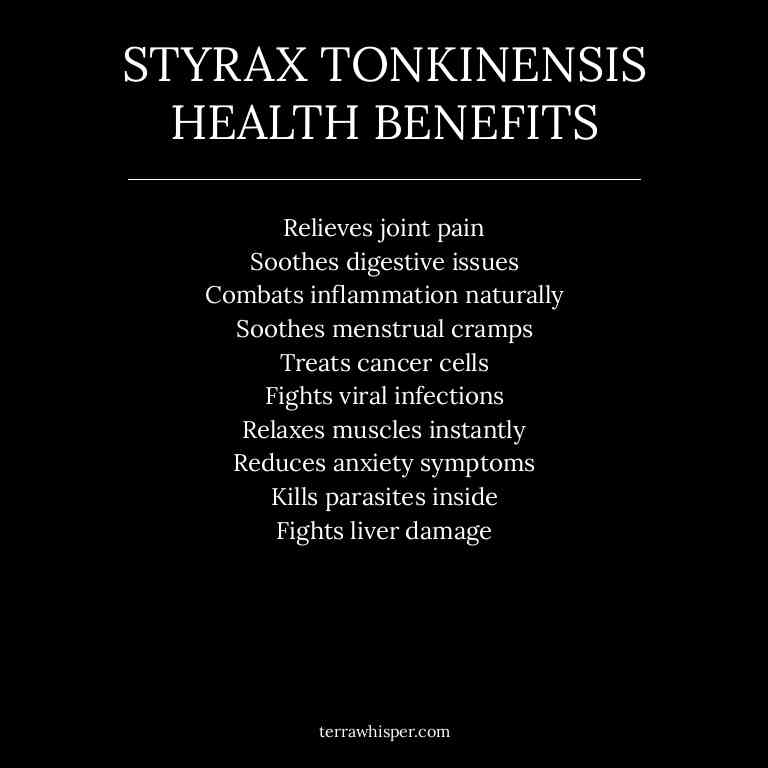 STYRAX TONKINENSIS
HEALTH BENEFITS
Relieves joint pain
Soothes digestive issues
Combats inflammation naturally
Soothes menstrual cramps
Treats cancer cells
Fights viral infections
Relaxes muscles instantly
Reduces anxiety symptoms
Kills parasites inside
Fights liver damage
terrawhisper.com